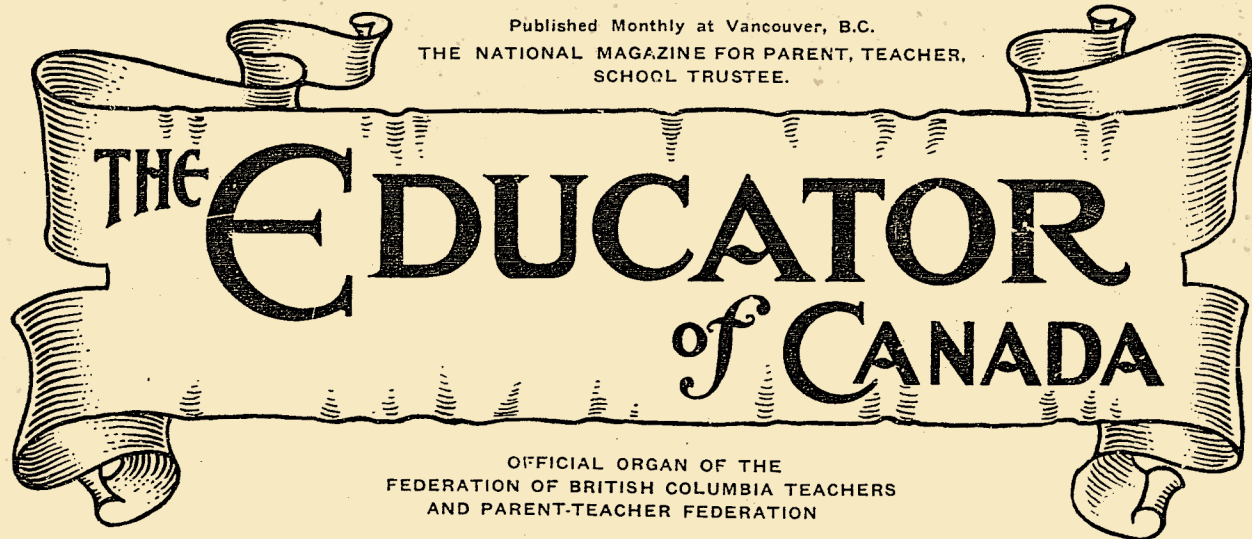 Published Monthly at Vancouver, B.C.
THE NATIONAL MAGAZINE FOR PARENT, TEACHER,
SCHOOL TRUSTEE.
THE EDUCATOR
of CANADA
OFFICIAL ORGAN OF THE
FEDERATION OF BRITISH COLUMBIA TEACHERS
AND PARENT-TEACHER FEDERATION